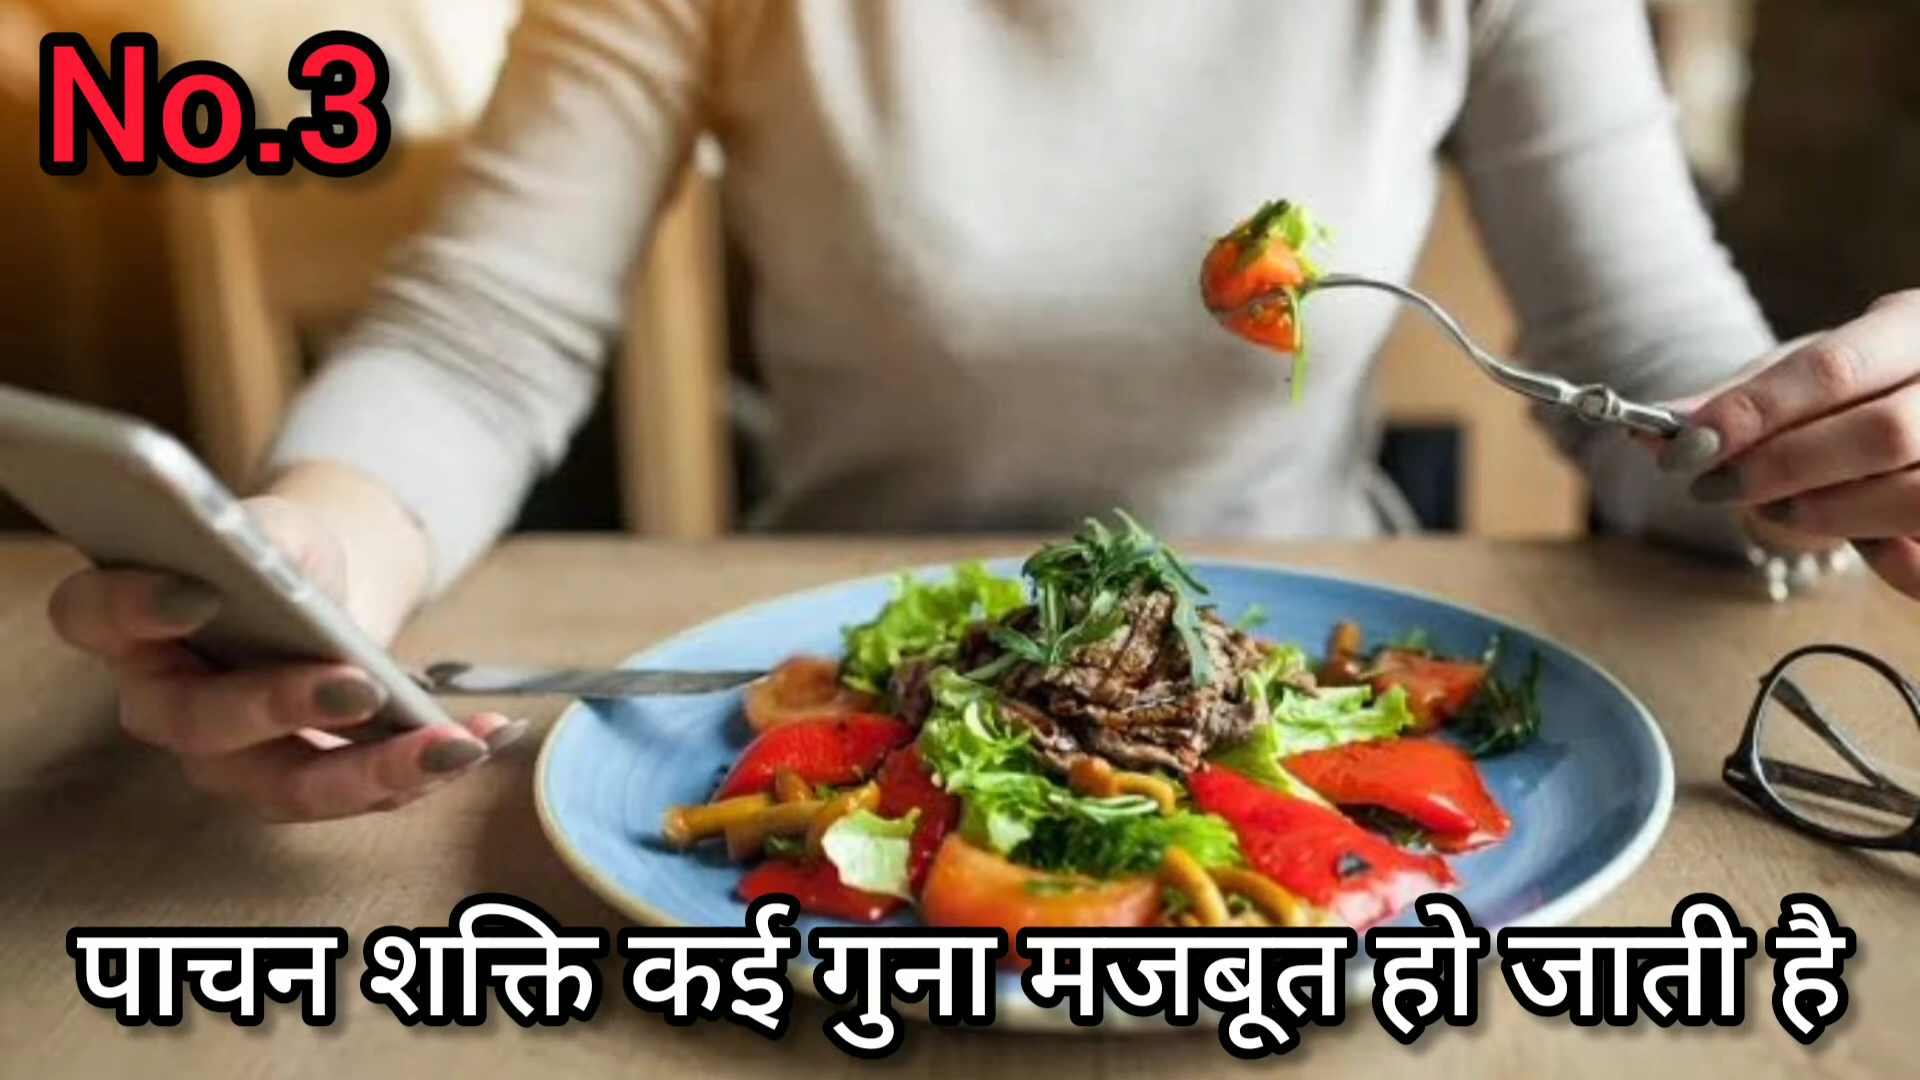 No.3
पाचन शक्ति कई गुना मजबूत हो जाती है